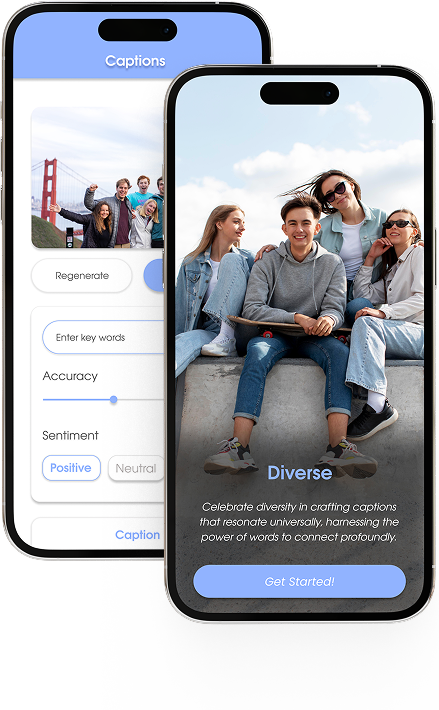 Captions
Regenerate
Enter key words
Accuracy
Sentiment
Positive
Neutral
Caption
Diverse
Celebrate diversity in crafting captions
that resonate universally, harnessing the
power of words to connect profoundly.
Get Started!